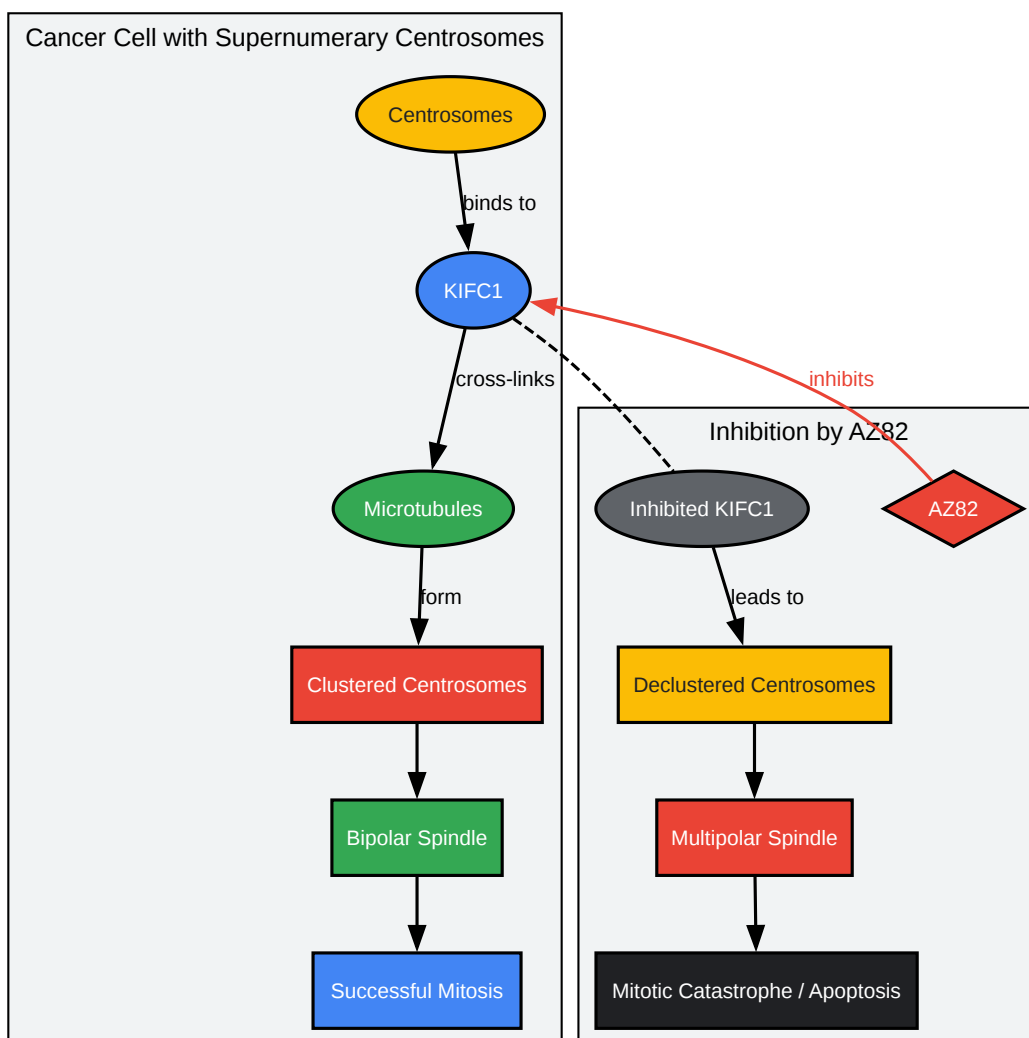 Cancer Cell with Supernumerary Centrosomes
Centrosomes
binds to
KIFC1
cross-links
inhibits
Inhibition by AZ82
Microtubules
Inhibited KIFC1
AZ82
form
leads to
Clustered Centrosomes
Declustered Centrosomes
Bipolar Spindle
Multipolar Spindle
Successful Mitosis
Mitotic Catastrophe / Apoptosis